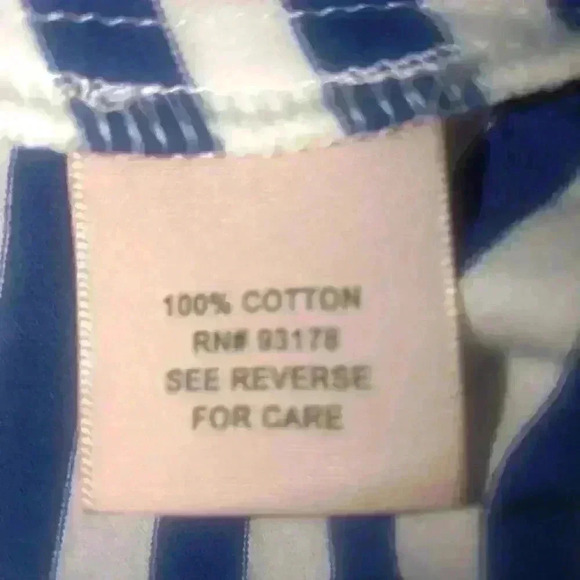 100% COTTON
RN# 93178
SEE REVERSE
FOR CARE